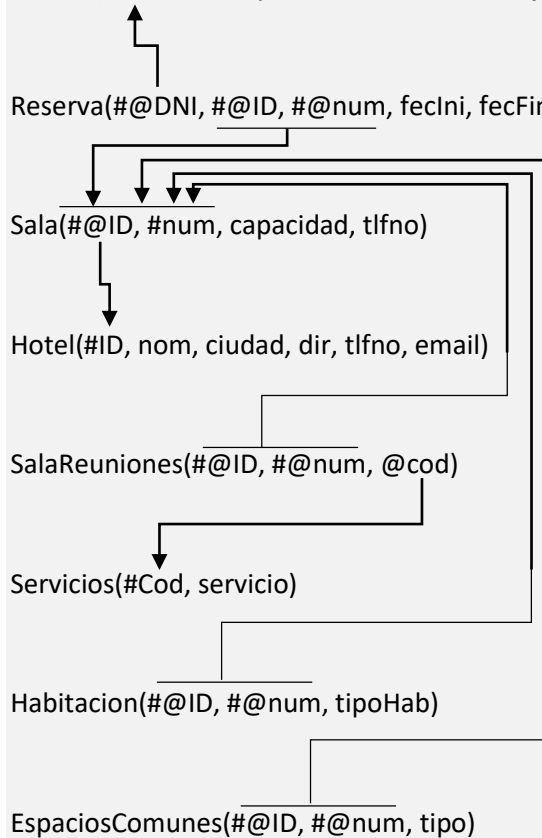 Reserva(#@DNI, #@ID, #@num, fecIni, fecFin
Sala(#@ID, #num, capacidad, tlfno)
Hotel(#ID, nom, ciudad, dir, tlfno, email)
SalaReuniones(#@ID, #@num, @cod)
Servicios(#Cod, servicio)
Habitacion(#@ID, #@num, tipoHab)
EspaciosComunes(#@ID, #@num, tipo)